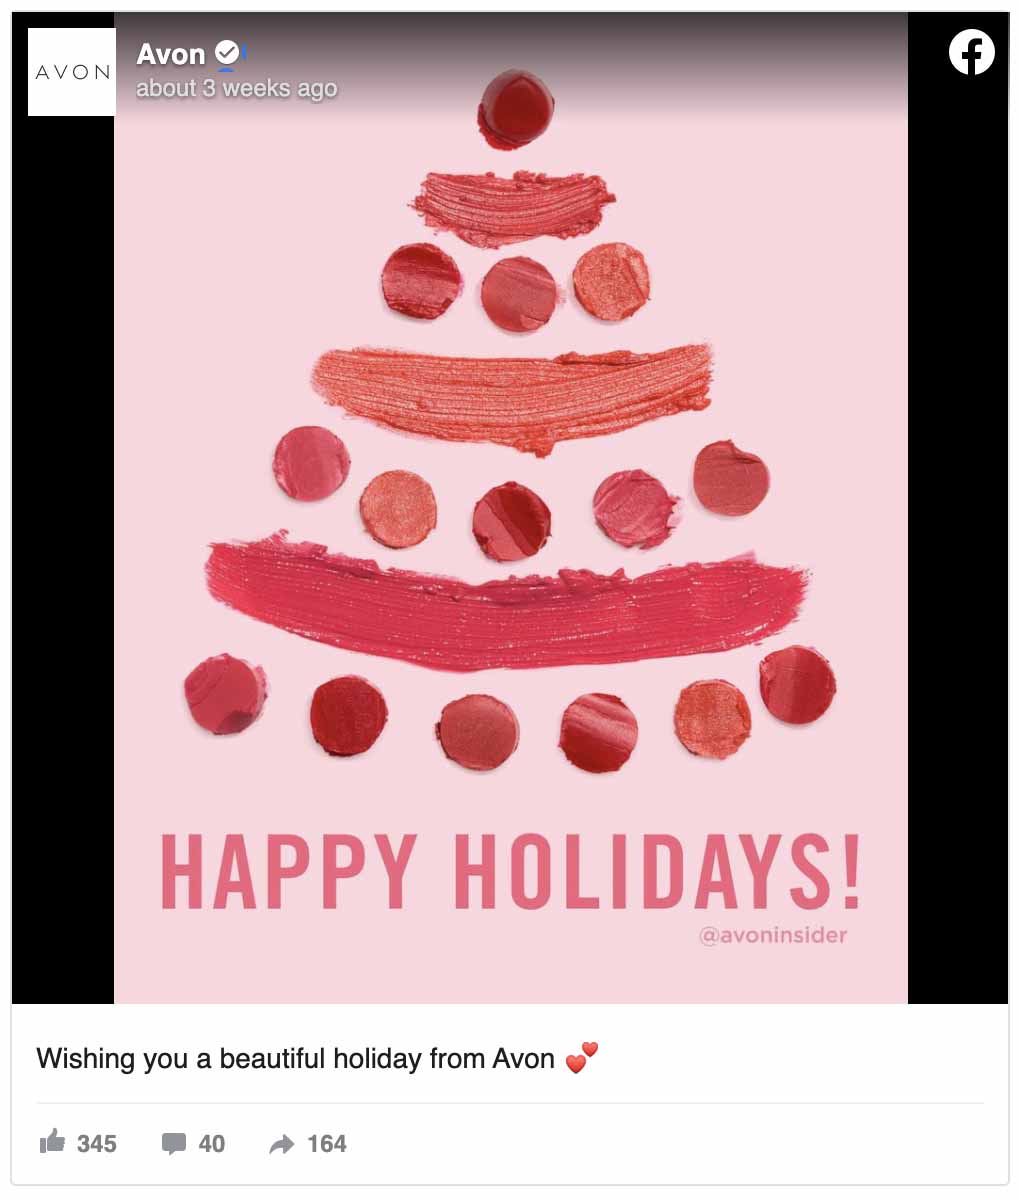 AVON
Avon
about 3 weeks ago
HAPPY HOLIDAYS!
@avoninsider
Wishing you a beautiful holiday from Avon 💕
345 40 164